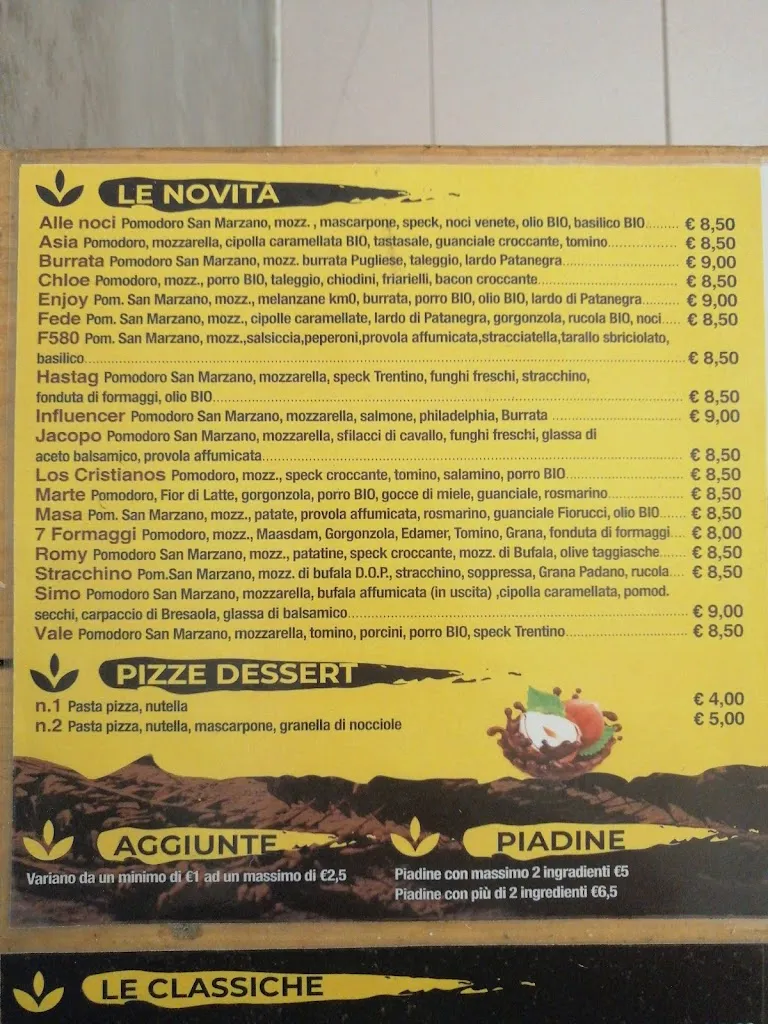 LE NOVITÀ
Alle noci Pomodoro San Marzano, mozz. , mascarpone, speck, noci venete, olio BIO, basilico BIO........ € 8,50
Asia Pomodoro, mozzarella, cipolla caramellata BIO, tastasale, guanciale croccante, tomino................... € 8,50
Burrata Pomodoro San Marzano, mozz. burrata Pugliese, taleggio, lardo Patanegra.............................. € 9,00
Chloe Pomodoro, mozz., porro BIO, taleggio, chiodini, friarielli, bacon croccante.................................... € 8,50
Enjoy Pom. San Marzano, mozz., melanzane km0, burrata, porro BIO, olio BIO, lardo di Patanegra.......... € 9,00
Fede Pom. San Marzano, mozz., cipolle caramellate, lardo di Patanegra, gorgonzola, rucola BIO, noci..... € 8,50
F580 Pom. San Marzano, mozz.,salsiccia,peperoni,provola affumicata,stracciatella,tarallo sbriciolato,
basilico.......................................................................................................... € 8,50
Hastag Pomodoro San Marzano, mozzarella, speck Trentino, funghi freschi, stracchino,
fonduta di formaggi, olio BIO.................................................................................. € 8,50
Influencer Pomodoro San Marzano, mozzarella, salmone, philadelphia, Burrata ................................ € 9,00
Jacopo Pomodoro San Marzano, mozzarella, sfilacci di cavallo, funghi freschi, glassa di
aceto balsamico, provola affumicata........................................................................... € 8,50
Los Cristianos Pomodoro, mozz., speck croccante, tomino, salamino, porro BIO............................. € 8,50
Marte Pomodoro, Fior di Latte, gorgonzola, porro BIO, gocce di miele, guanciale, rosmarino................... € 8,50
Masa Pom. San Marzano, mozz., patate, provola affumicata, rosmarino, guanciale Fiorucci, olio BIO...... € 8,50
7 Formaggi Pomodoro, mozz., Maasdam, Gorgonzola, Edamer, Tomino, Grana, fonduta di formaggi.... € 8,00
Romy Pomodoro San Marzano, mozz., patatine, speck croccante, mozz. di Bufala, olive taggiasche...... € 8,50
Stracchino Pom.San Marzano, mozz. di bufala D.O.P., stracchino, soppressa, Grana Padano, rucola.... € 8,50
Simo Pomodoro San Marzano, mozzarella, bufala affumicata (in uscita) ,cipolla caramellata, pomod.
secchi, carpaccio di Bresaola, glassa di balsamico............................................................ € 9,00
Vale Pomodoro San Marzano, mozzarella, tomino, porcini, porro BIO, speck Trentino............................ € 8,50
PIZZE DESSERT
n.1 Pasta pizza, nutella € 4,00
n.2 Pasta pizza, nutella, mascarpone, granella di nocciole € 5,00
AGGIUNTE
Variano da un minimo di €1 ad un massimo di €2,5
PIADINE
Piadine con massimo 2 ingradienti €5
Piadine con più di 2 ingredienti €6,5
LE CLASSICHE